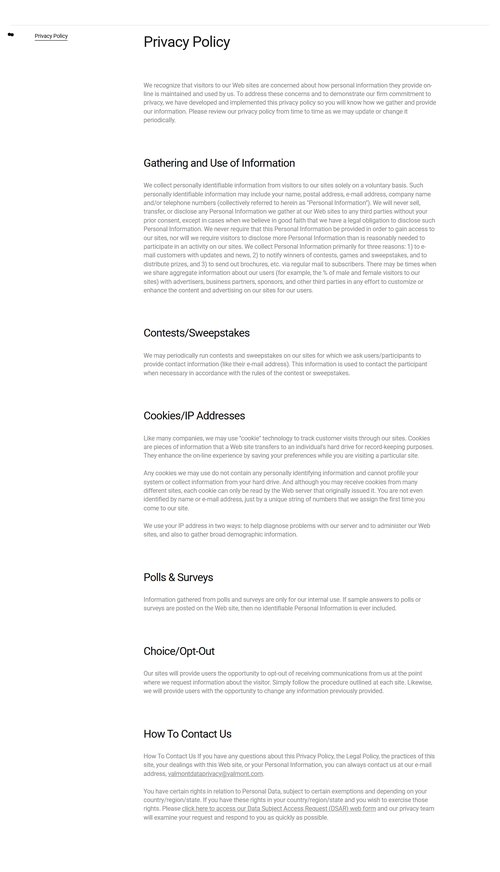 Privacy Policy
Privacy Policy
We recognize that visitors to our Web sites are concerned about how personal information they provide on-
line is maintained and used by us. To address these concerns and to demonstrate our firm commitment to
privacy, we have developed and implemented this privacy policy so you will know how we gather and provide
our information. Please review our privacy policy from time to time as we may update or change it
periodically.
Gathering and Use of Information
We collect personally identifiable information from visitors to our sites solely on a voluntary basis. Such
personally identifiable information may include your name, postal address, e-mail address, company name
and/or telephone numbers (collectively referred to herein as "Personal Information"). We will never sell,
transfer, or disclose any Personal Information we gather at our Web sites to any third parties without your
prior consent, except in cases when we believe in good faith that we have a legal obligation to disclose such
Personal Information. We never require that this Personal Information be provided in order to gain access to
our sites, nor will we require visitors to disclose more Personal Information than is reasonably needed to
participate in an activity on our sites. We collect Personal Information primarily for three reasons: 1) to e-
mail customers with updates and news, 2) to notify winners of contests, games and sweepstakes, and to
distribute prizes, and 3) to send out brochures, etc. via regular mail to subscribers. There may be times when
we share aggregate information about our users (for example, the % of male and female visitors to our
sites) with advertisers, business partners, sponsors, and other third parties in any effort to customize or
enhance the content and advertising on our sites for our users.
Contests/Sweepstakes
We may periodically run contests and sweepstakes on our sites for which we ask users/participants to
provide contact information (like their e-mail address). This information is used to contact the participant
when necessary in accordance with the rules of the contest or sweepstakes.
Cookies/IP Addresses
Like many companies, we may use "cookie" technology to track customer visits through our sites. Cookies
are pieces of information that a Web site transfers to an individual's hard drive for record-keeping purposes.
They enhance the on-line experience by saving your preferences while you are visiting a particular site.
Any cookies we may use do not contain any personally identifying information and cannot profile your
system or collect information from your hard drive. And although you may receive cookies from many
different sites, each cookie can only be read by the Web server that originally issued it. You are not even
identified by name or e-mail address, just by a unique string of numbers that we assign the first time you
come to our site.
We use your IP address in two ways: to help diagnose problems with our server and to administer our Web
sites, and also to gather broad demographic information.
Polls & Surveys
Information gathered from polls and surveys are only for our internal use. If sample answers to polls or
surveys are posted on the Web site, then no identifiable Personal Information is ever included.
Choice/Opt-Out
Our sites will provide users the opportunity to opt-out of receiving communications from us at the point
where we request information about the visitor. Simply follow the procedure outlined at each site. Likewise,
we will provide users with the opportunity to change any information previously provided.
How To Contact Us
How To Contact Us If you have any questions about this Privacy Policy, the Legal Policy, the practices of this
site, your dealings with this Web site, or your Personal Information, you can always contact us at our e-mail
address, valmontdataprivacy@valmont.com.
You have certain rights in relation to Personal Data, subject to certain exemptions and depending on your
country/region/state. If you have these rights in your country/region/state and you wish to exercise those
rights. Please click here to access our Data Subject Access Request (DSAR) web form and our privacy team
will examine your request and respond to you as quickly as possible.